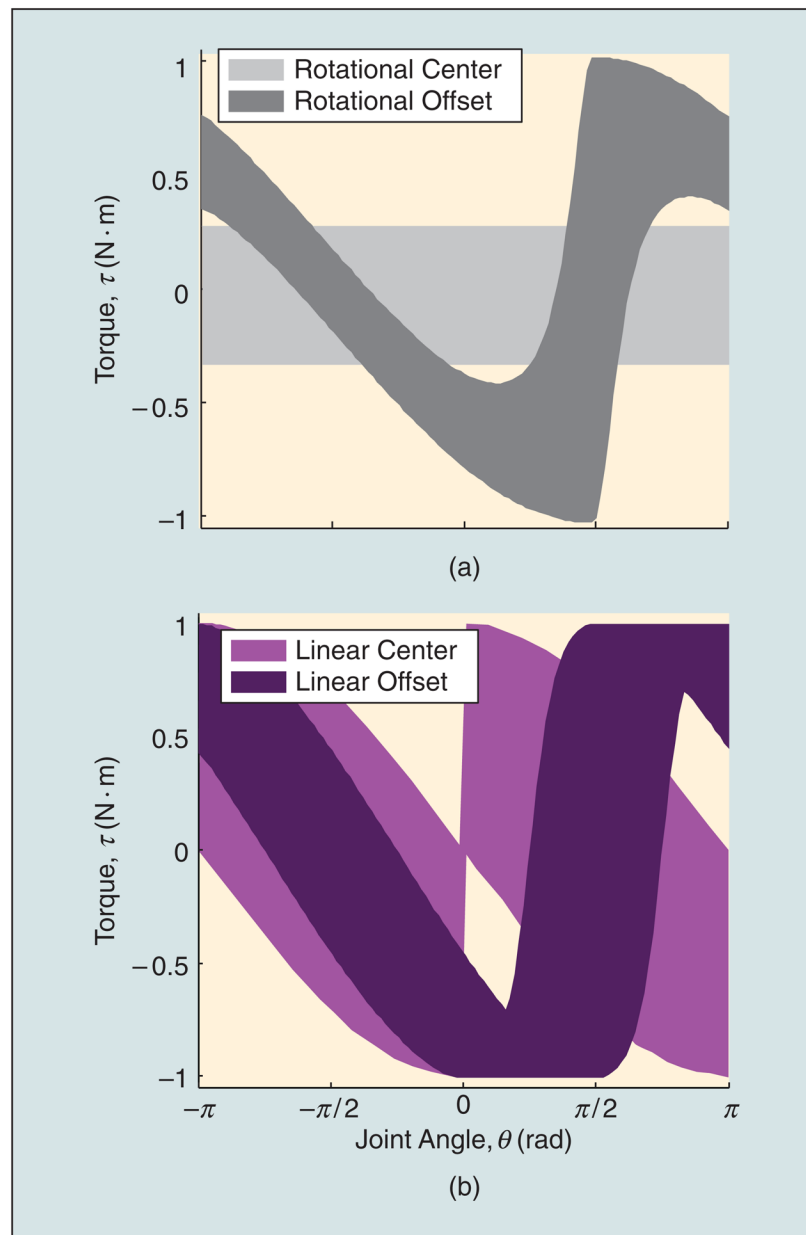 Rotational Center
Rotational Offset
1
0.5
0
−0.5
−1
Torque, τ (N · m)
(a)
Linear Center
Linear Offset
1
0.5
0
−0.5
−1
Torque, τ (N · m)
−π
−π/2
0
π/2
π
Joint Angle, θ (rad)
(b)